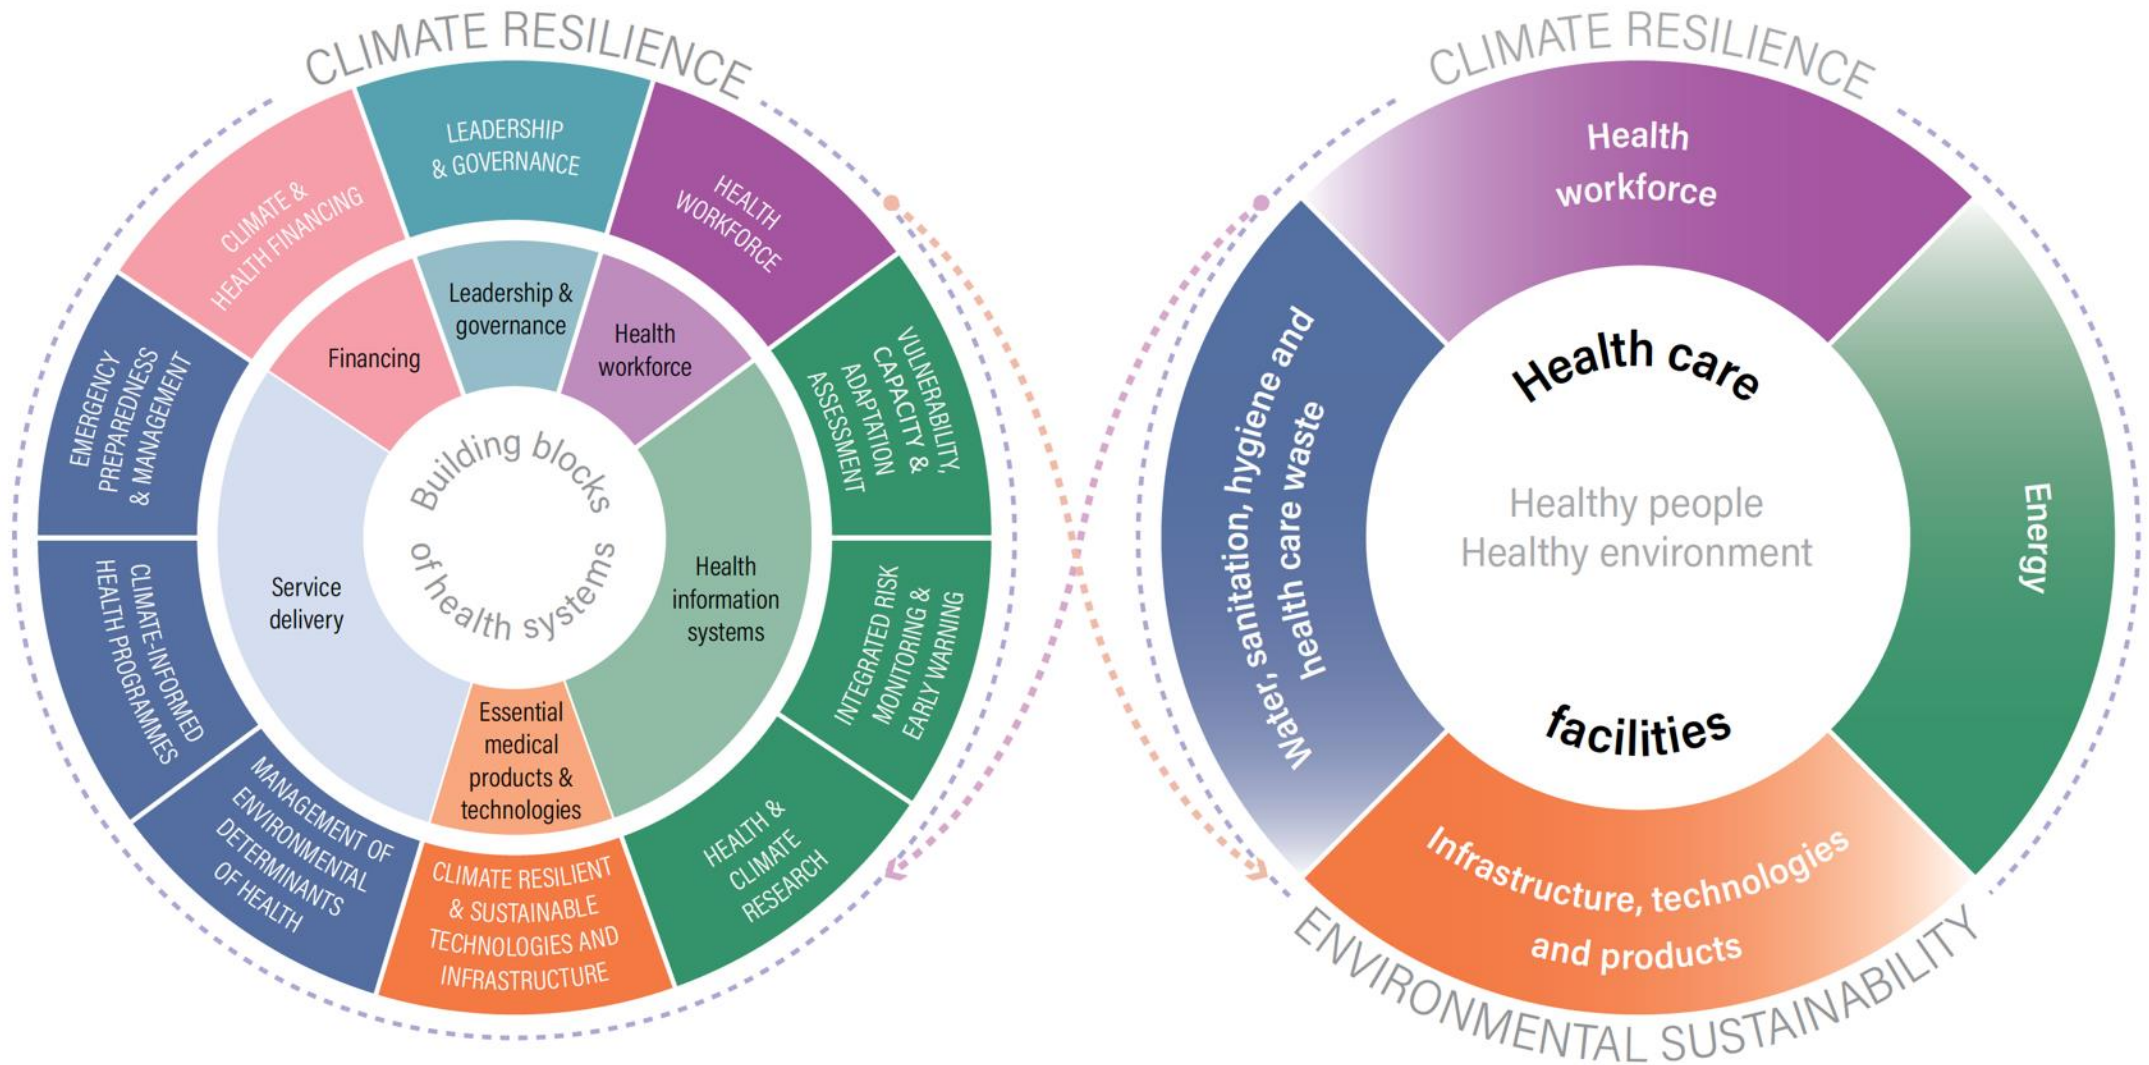 CLIMATE RESILIENCE
LEADERSHIP
& GOVERNANCE
HEALTH
WORKFORCE
VULNERABILITY,
CAPACITY &
ADAPTATION
ASSESSMENT
INTEGRATED RISK
MONITORING &
EARLY WARNING
HEALTH &
CLIMATE
RESEARCH
CLIMATE RESILIENT
& SUSTAINABLE
TECHNOLOGIES AND
INFRASTRUCTURE
MANAGEMENT OF
ENVIRONMENTAL
DETERMINANTS
OF HEALTH
CLIMATE-INFORMED
HEALTH PROGRAMMES
EMERGENCY
PREPAREDNESS
& MANAGEMENT
CLIMATE &
HEALTH FINANCING
Leadership &
governance
Health
workforce
Health
information
systems
Essential
medical
products &
technologies
Service
delivery
Financing
Building blocks
of health systems
CLIMATE RESILIENCE
Health
workforce
Energy
Infrastructure, technologies
and products
Water, sanitation, hygiene and
health care waste
Health care
Healthy people
Healthy environment
facilities
ENVIRONMENTAL SUSTAINABILITY